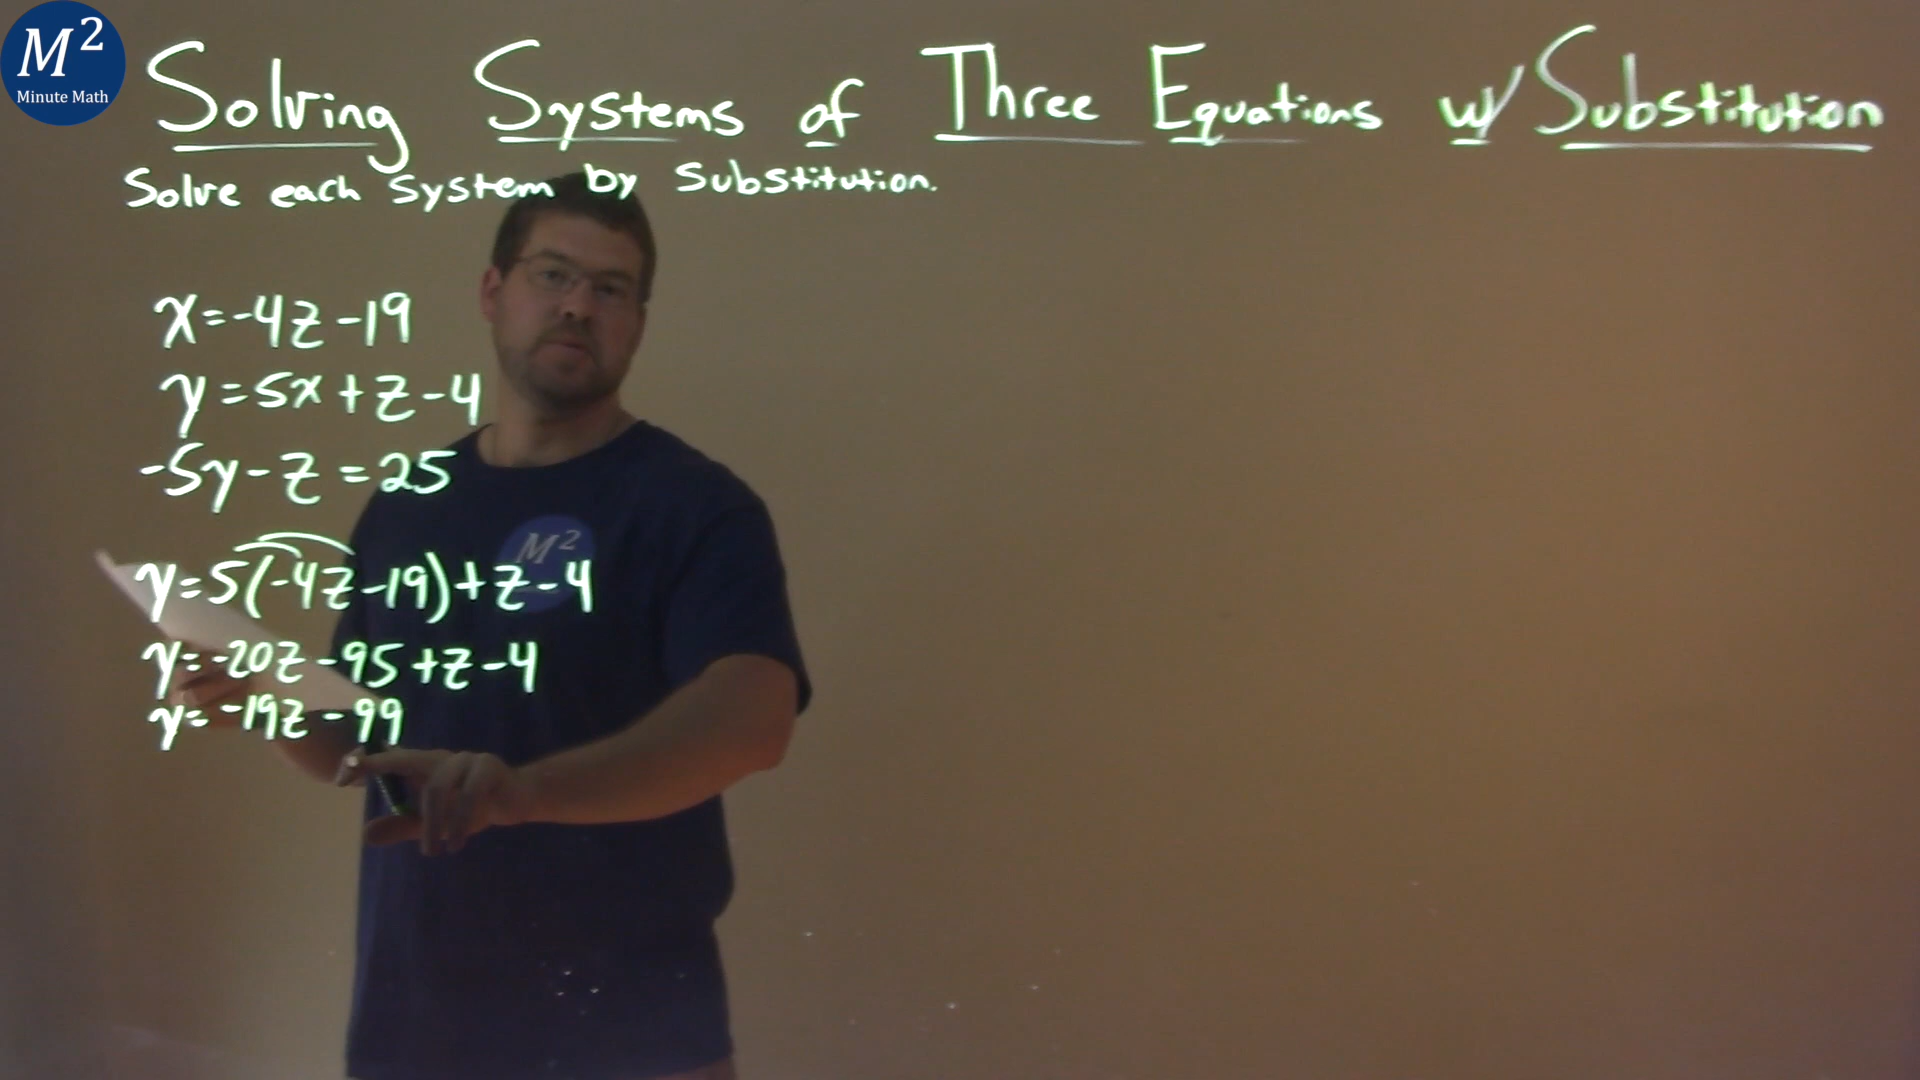 M²
Minute Math
Solving Systems of Three Equations w/ Substitution
Solve each system by substitution.
x=-4z-19
y=5x+z-4
-5y-z=25
M²
y=5(-4z-19)+z-4
y=-20z-95+z-4
y=-19z-99